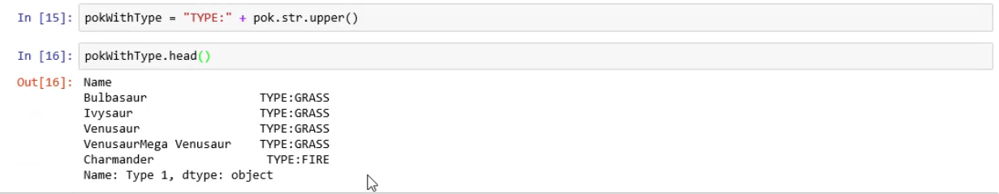 In [15]: pokWithType = "TYPE:" + pok.str.upper()
In [16]: pokWithType.head()
Out[16]: Name
Bulbasaur TYPE:GRASS
Ivysaur TYPE:GRASS
Venusaur TYPE:GRASS
VenusaurMega Venusaur TYPE:GRASS
Charmander TYPE:FIRE
Name: Type 1, dtype: object